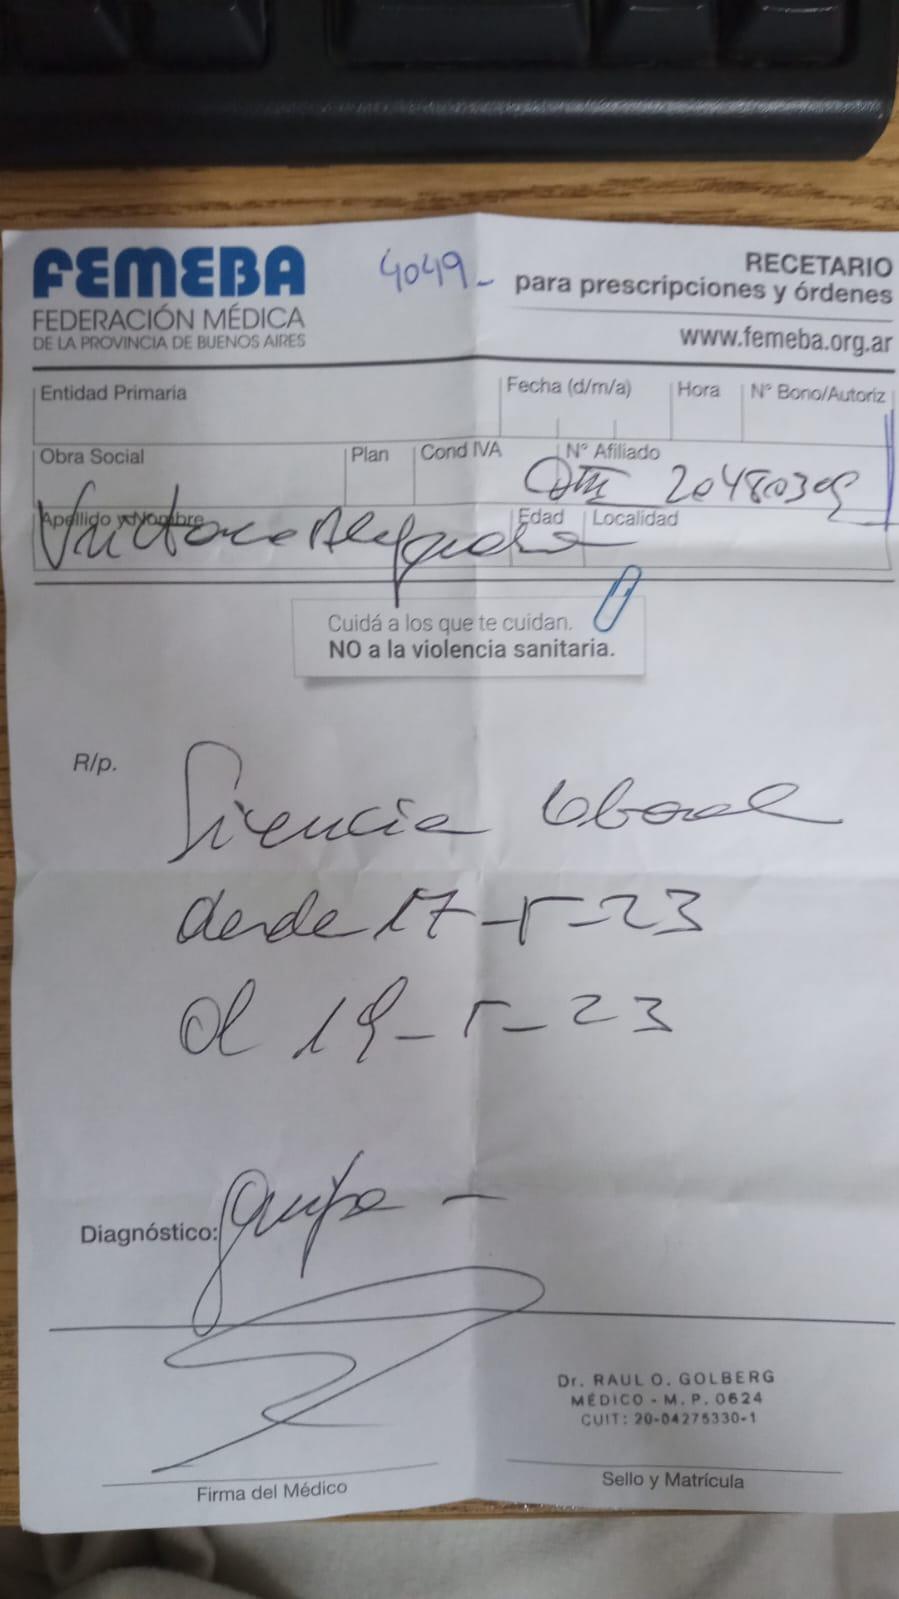 FEMEBA
FEDERACIÓN MÉDICA
DE LA PROVINCIA DE BUENOS AIRES
4049-
RECETARIO
para prescripciones y órdenes
www.femeba.org.ar
Entidad Primaria
Fecha (d/m/a)
Hora
N° Bono/Autoriz
Obra Social
Plan
Cond IVA
N° Afiliado
20480309
Apellido y Nombre
Edad
Localidad
Cuidá a los que te cuidan.
NO a la violencia sanitaria.
R/p.
Licencia laboral
desde 17-5-23
al 19-5-23
Diagnóstico: gripe -
Dr. RAUL O. GOLBERG
MÉDICO - M. P. 0624
CUIT: 20-04275330-1
Firma del Médico
Sello y Matrícula